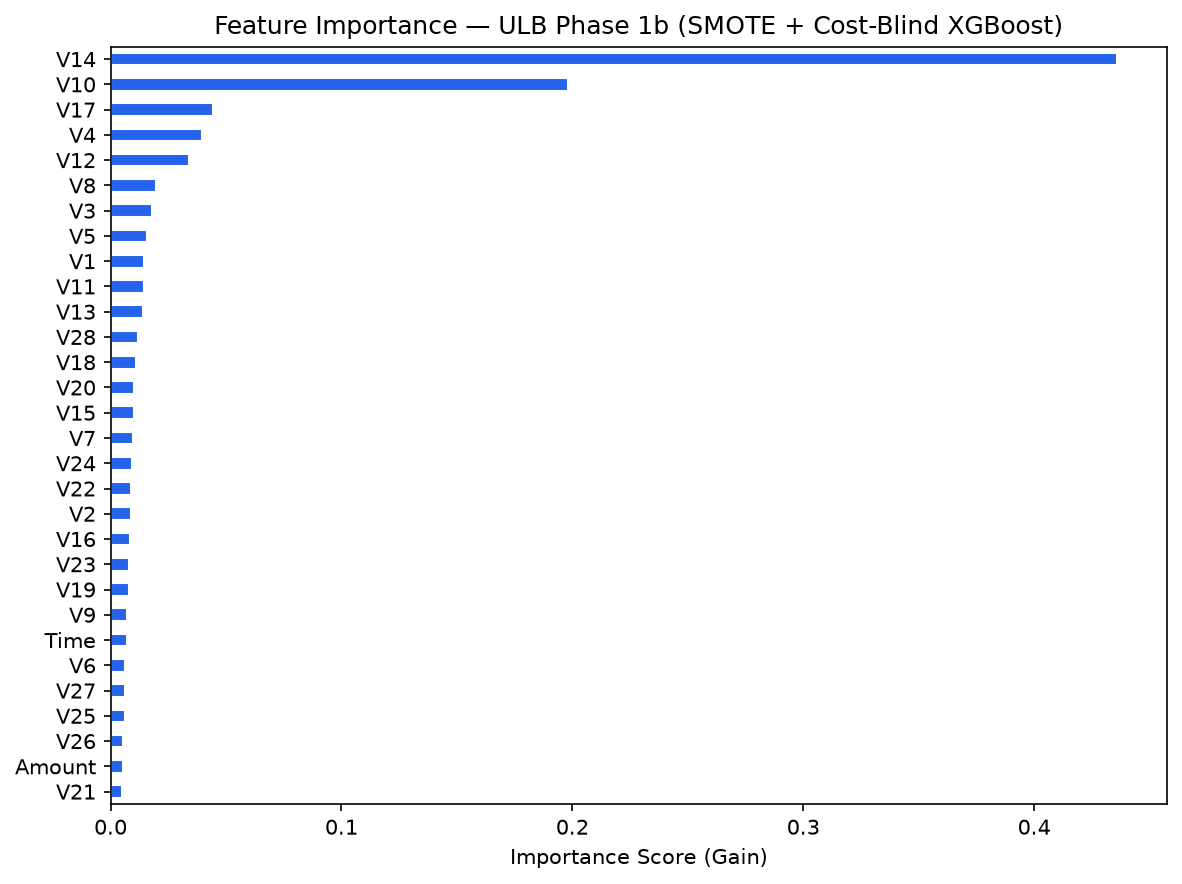 Feature Importance — ULB Phase 1b (SMOTE + Cost-Blind XGBoost)
V14
V10
V17
V4
V12
V8
V3
V5
V1
V11
V13
V28
V18
V20
V15
V7
V24
V22
V2
V16
V23
V19
V9
Time
V6
V27
V25
V26
Amount
V21
0.0 0.1 0.2 0.3 0.4
Importance Score (Gain)